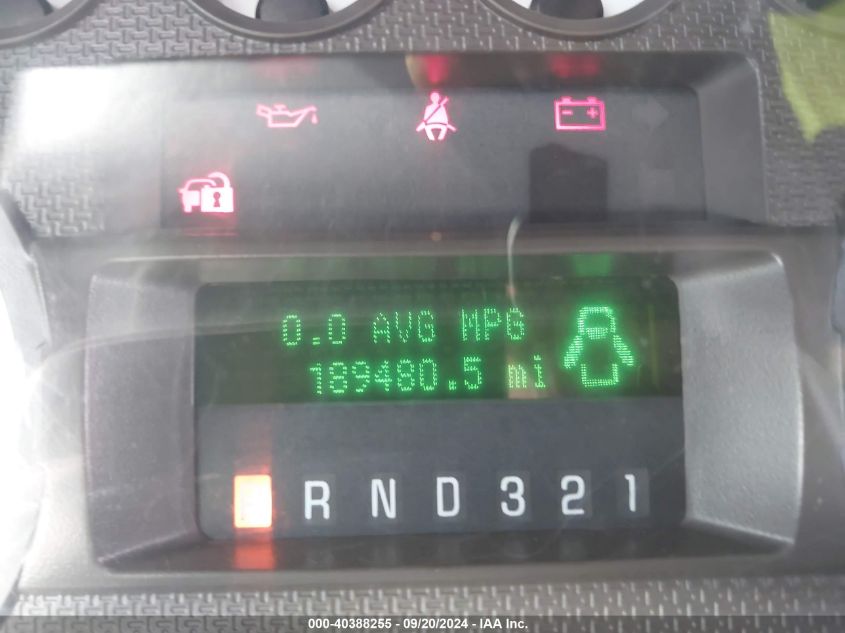 0.0 AVG MPG
189480.5 mi
R N D 3 2 1
000-40388255 - 09/20/2024 - IAA Inc.